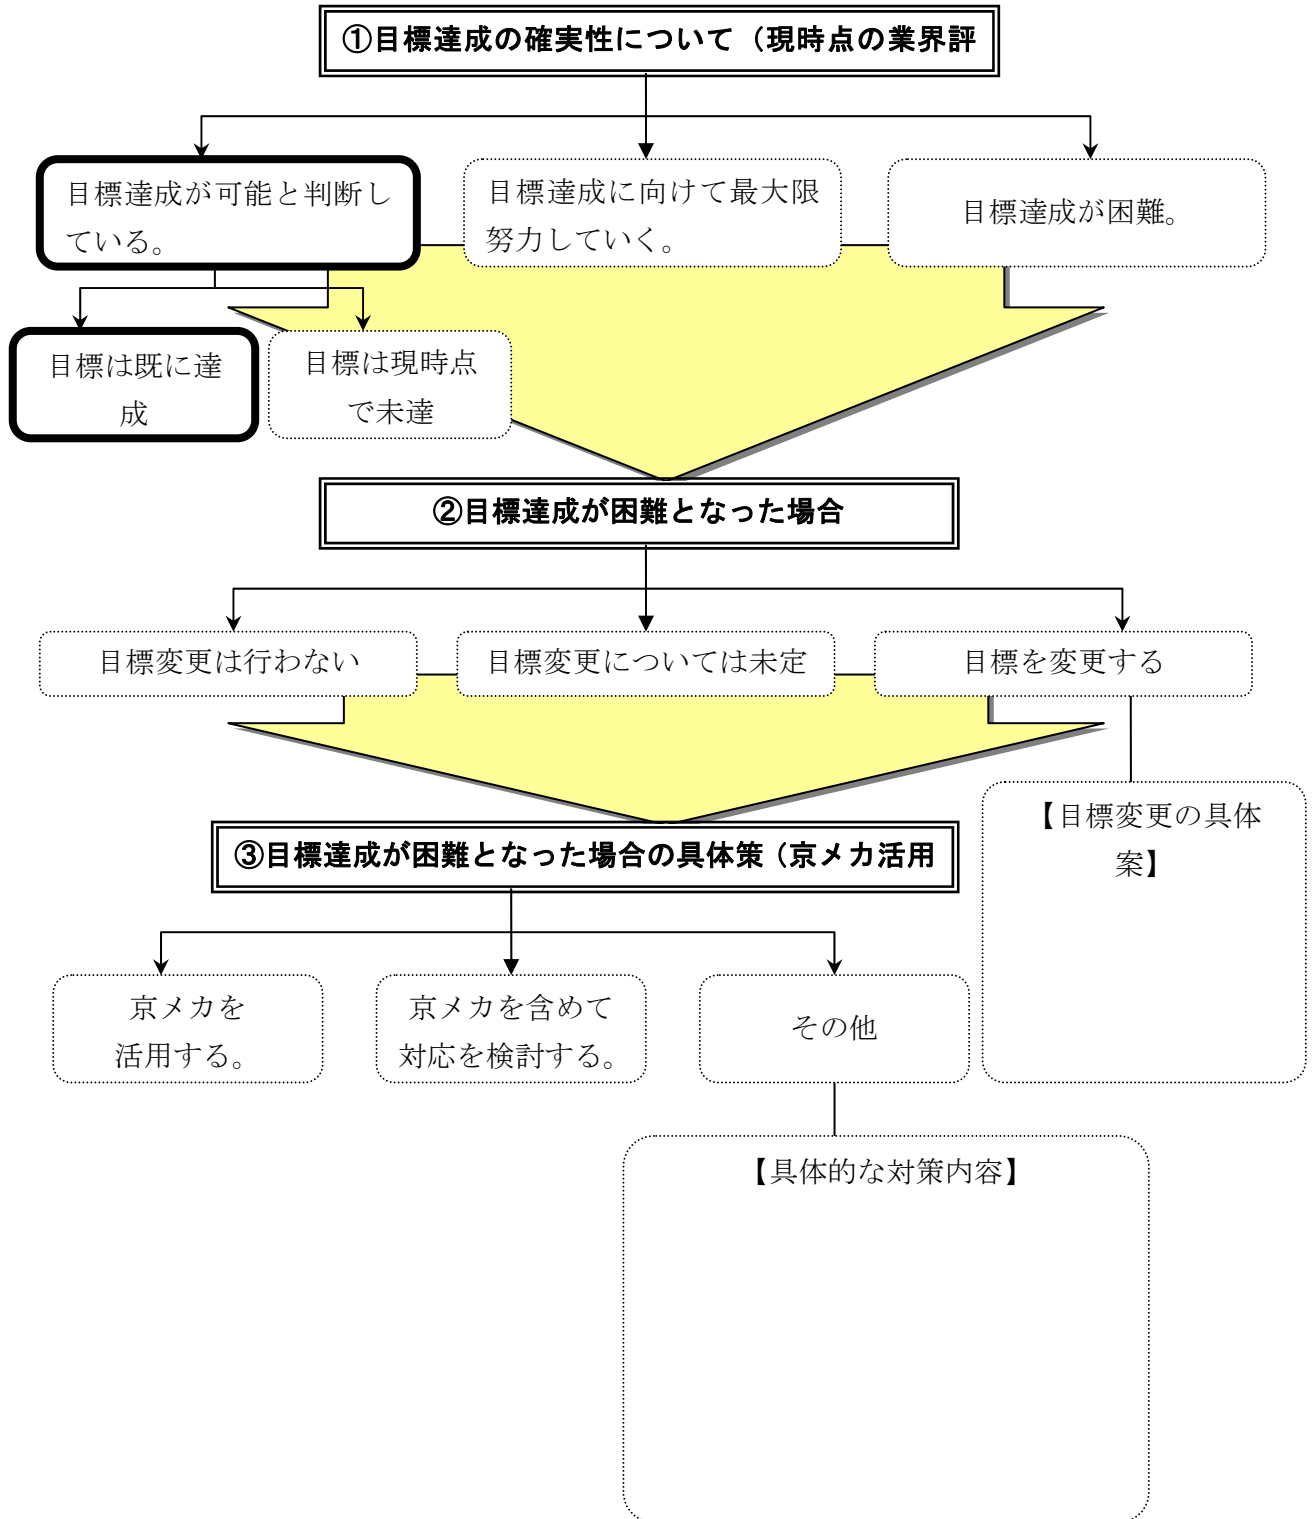 ①目標達成の確実性について（現時点の業界評
目標達成が可能と判断し
ている。
目標達成に向けて最大限
努力していく。
目標達成が困難。
目標は既に達
成
目標は現時点
で未達
②目標達成が困難となった場合
目標変更は行わない
目標変更については未定
目標を変更する
【目標変更の具体
案】
③目標達成が困難となった場合の具体策（京メカ活用
京メカを
活用する。
京メカを含めて
対応を検討する。
その他
【具体的な対策内容】